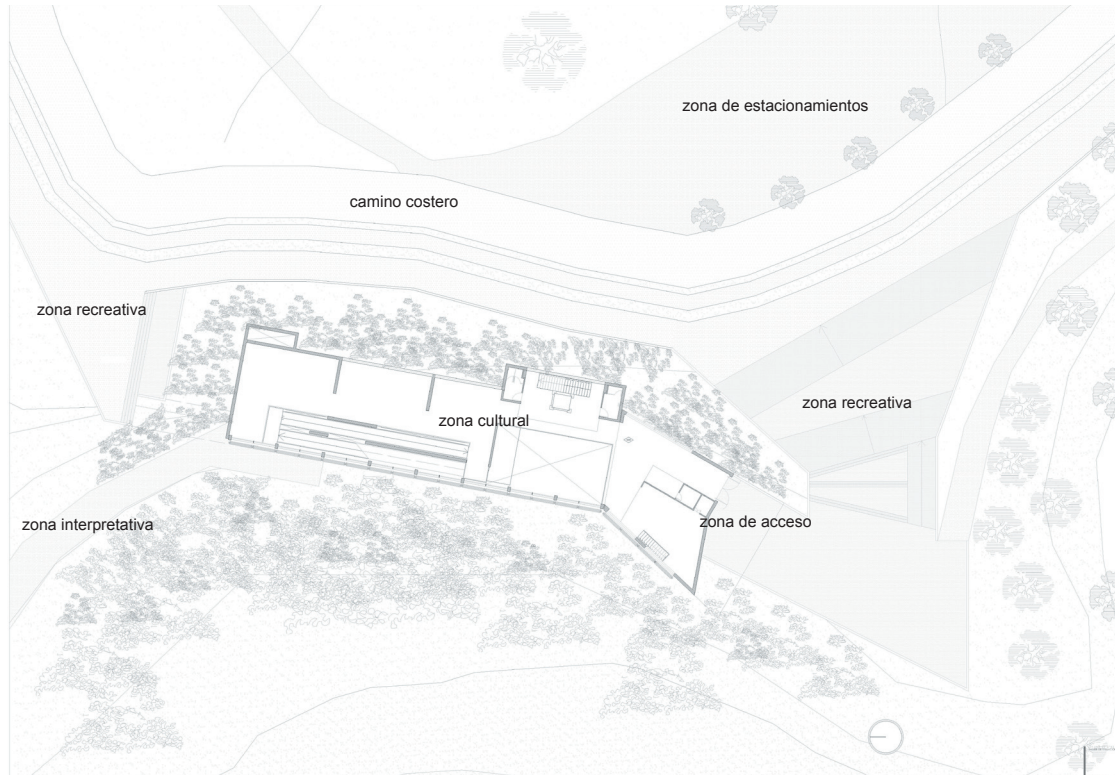 zona de estacionamientos
camino costero
zona recreativa
zona recreativa
zona cultural
zona interpretativa
zona de acceso